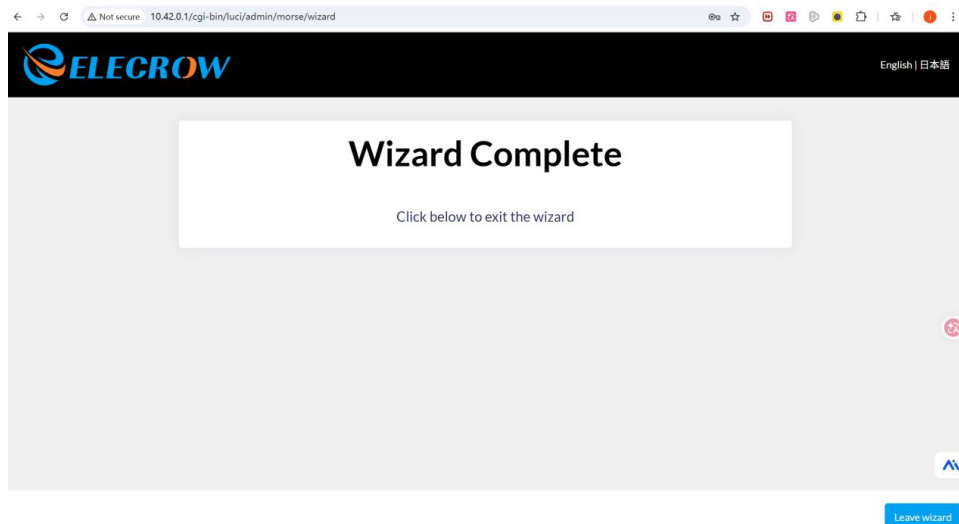 Not secure 10.42.0.1/cgi-bin/luci/admin/morse/wizard
ELECROW
English | 日本語
Wizard Complete
Click below to exit the wizard
Leave wizard